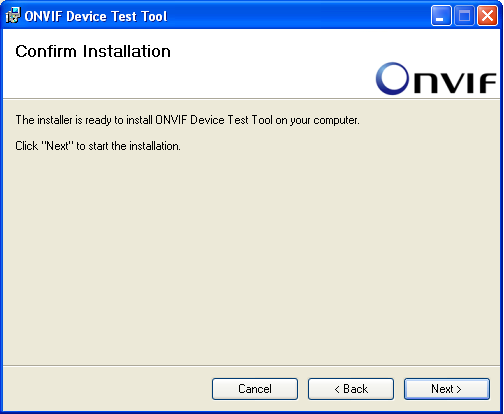 ONVIF Device Test Tool
Confirm Installation
ONVIF
The installer is ready to install ONVIF Device Test Tool on your computer.
Click "Next" to start the installation.
Cancel
< Back
Next >